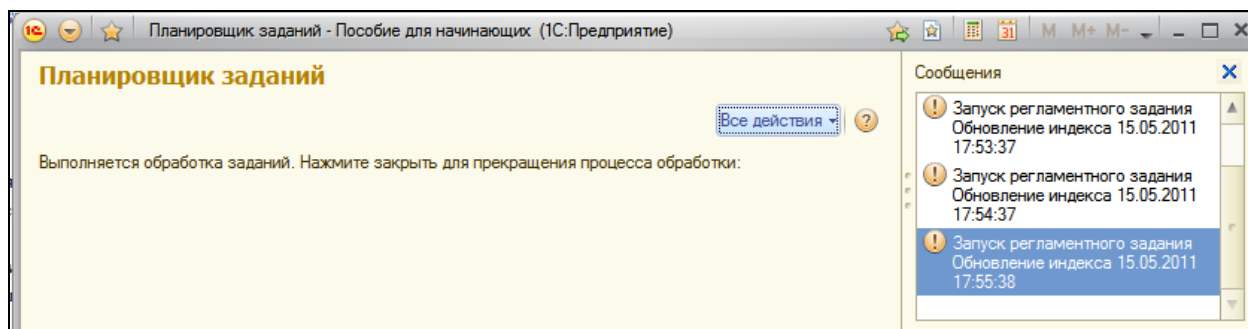 1С Планировщик заданий - Пособие для начинающих (1С:Предприятие) 31 M M+ M-
Планировщик заданий
Все действия ?
Выполняется обработка заданий. Нажмите закрыть для прекращения процесса обработки:
Сообщения
! Запуск регламентного задания
Обновление индекса 15.05.2011
17:53:37
! Запуск регламентного задания
Обновление индекса 15.05.2011
17:54:37
! Запуск регламентного задания
Обновление индекса 15.05.2011
17:55:38